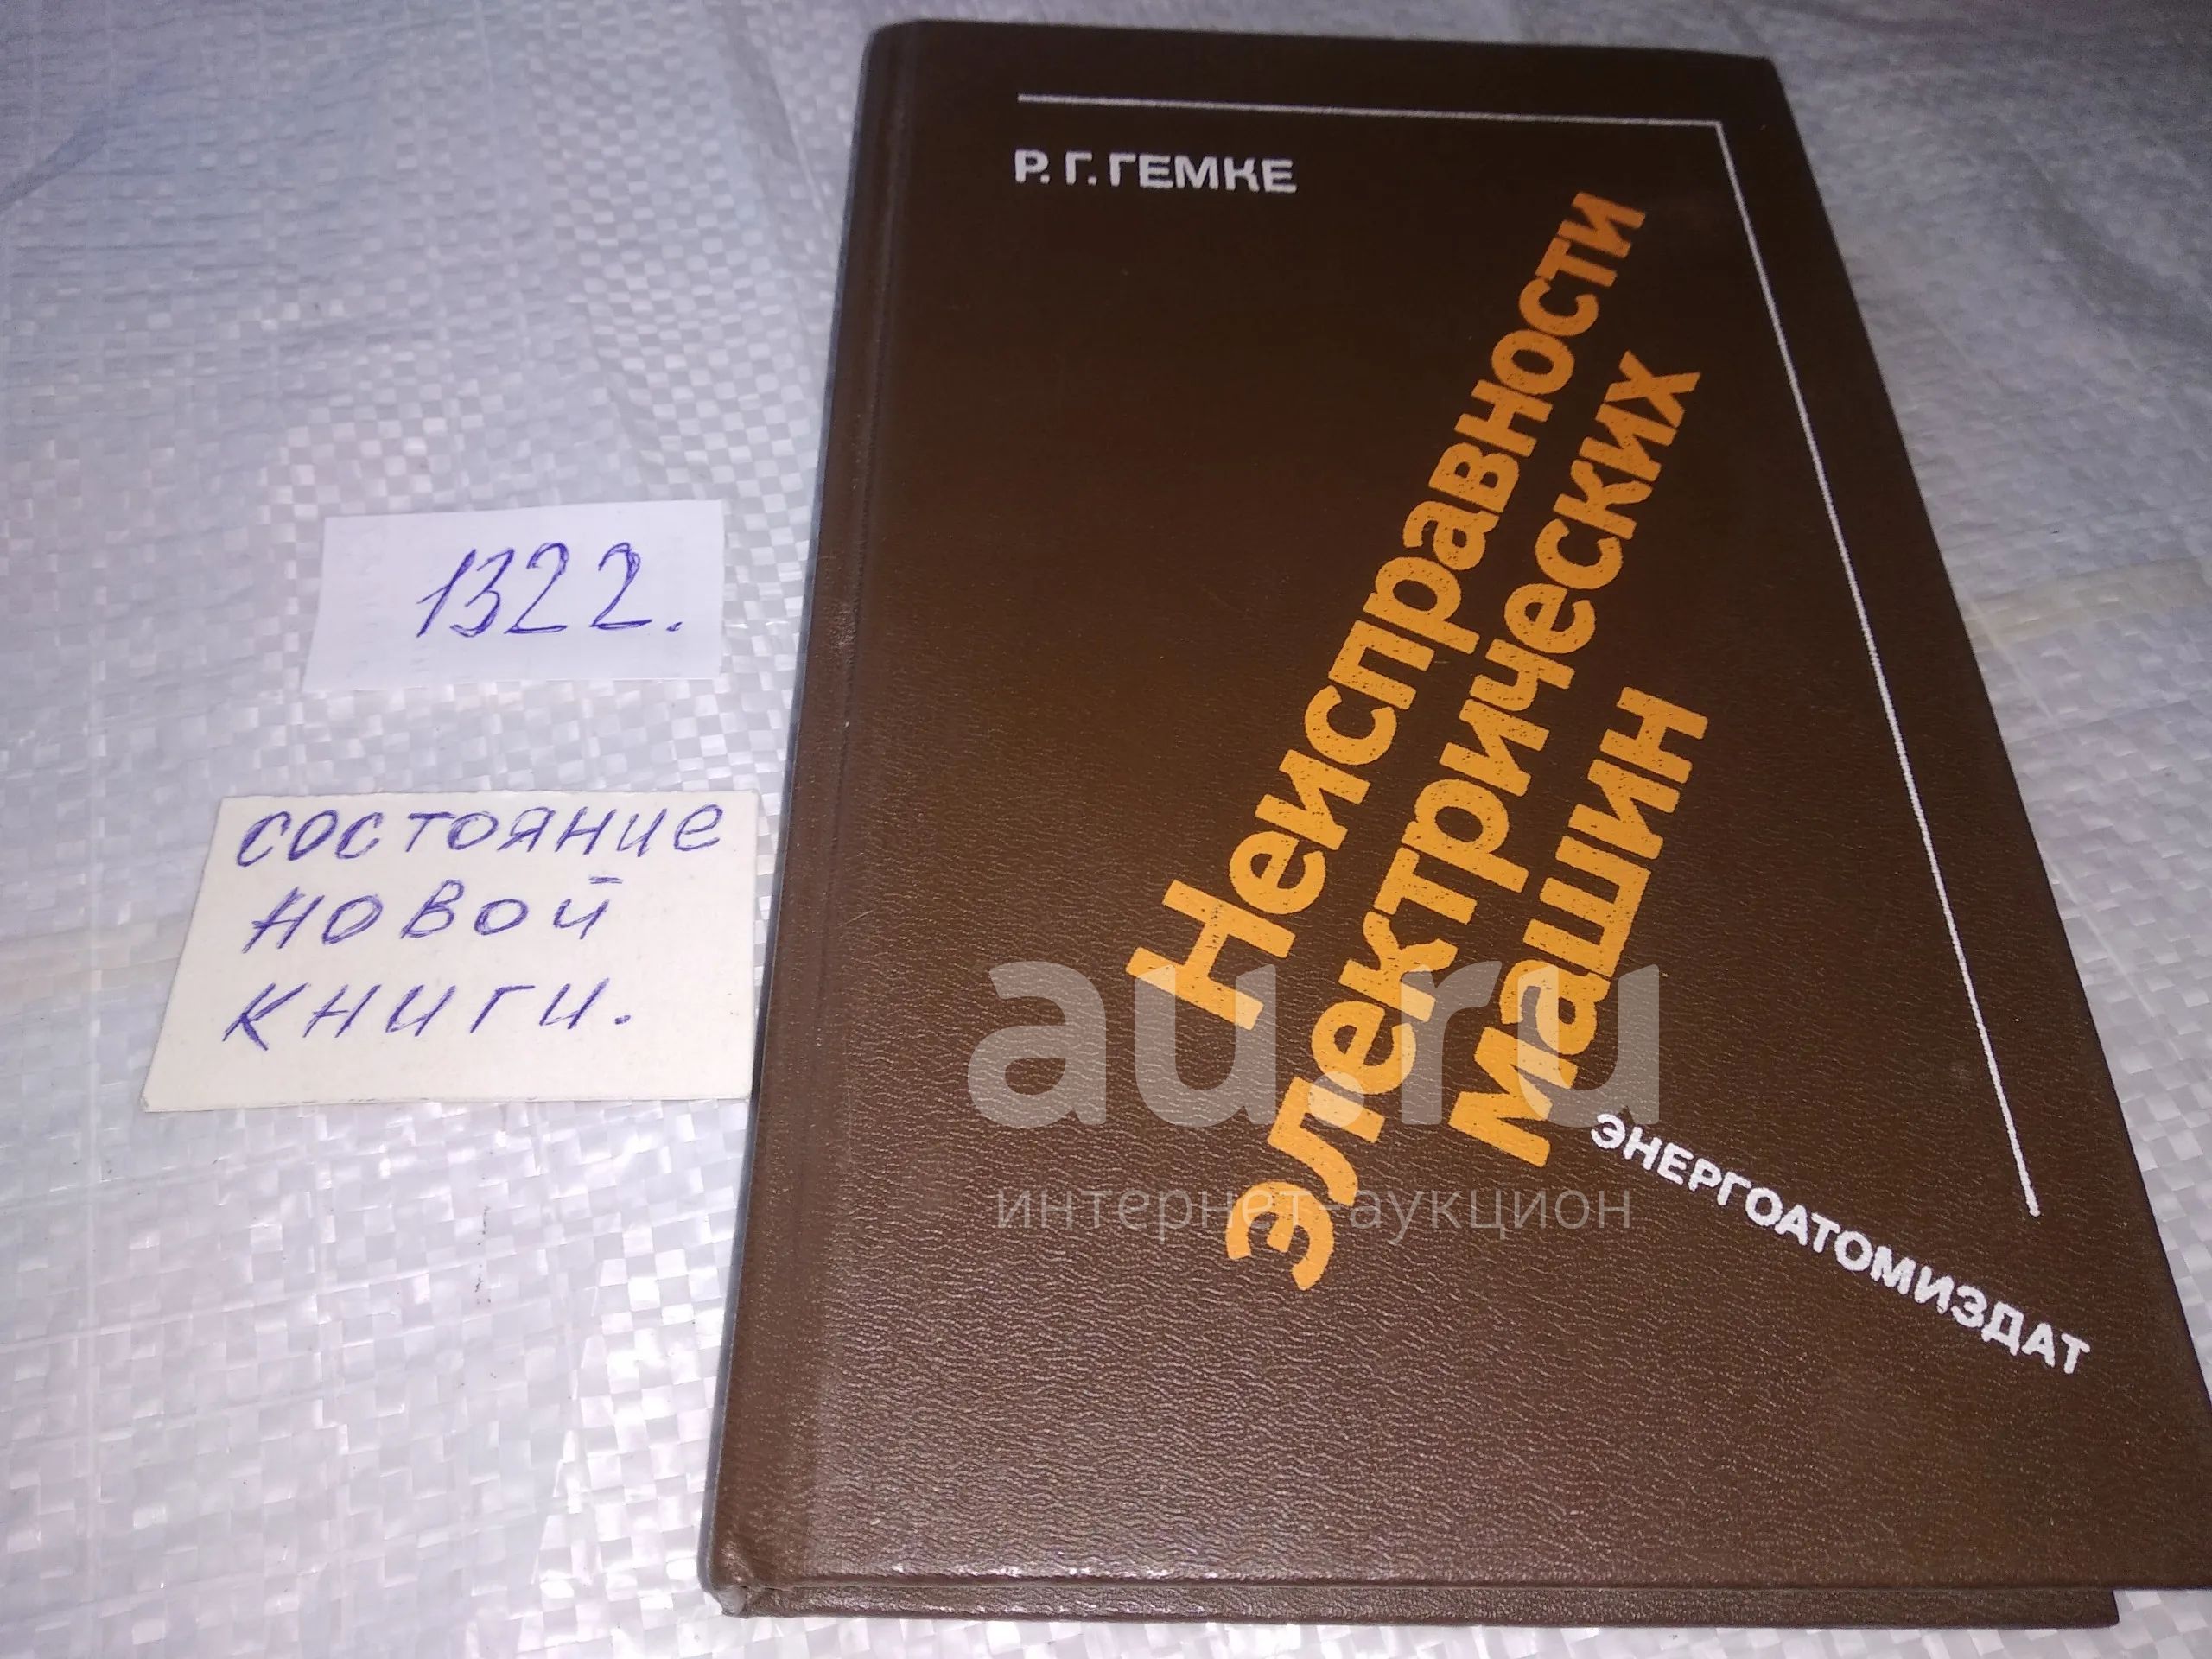 Р. Г. ГЕМКЕ
Неисправности
электрических
машин
ЭНЕРГОАТОМИЗДАТ
1322.
состояние
новой
книги.
au.ru
интернет-аукцион